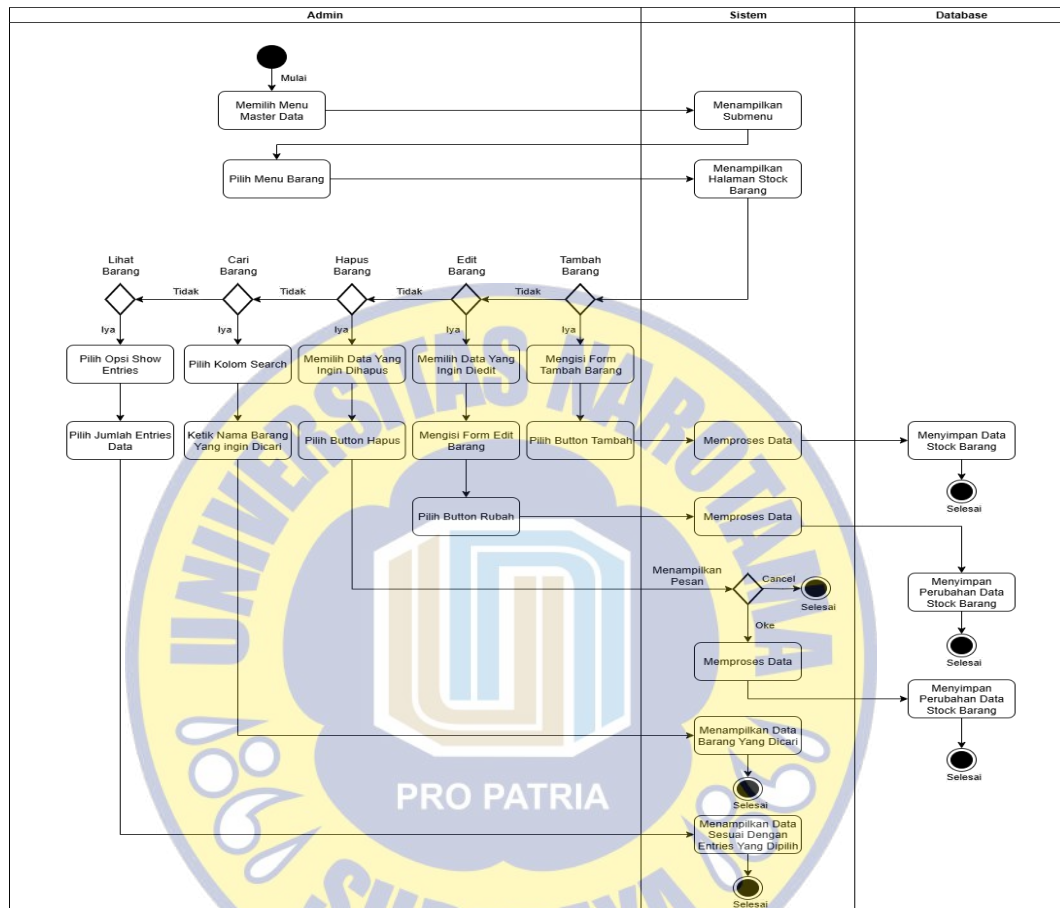 Admin
Sistem
Database
Mulai
Memilih Menu
Master Data
Menampilkan
Submenu
Pilih Menu Barang
Menampilkan
Halaman Stock
Barang
Lihat
Barang
Cari
Barang
Hapus
Barang
Edit
Barang
Tambah
Barang
Tidak
Tidak
Tidak
Tidak
Iya
Iya
Iya
Iya
Iya
Pilih Opsi Show
Entries
Pilih Kolom Search
Memilih Data Yang
Ingin Dihapus
Memilih Data Yang
Ingin Diedit
Mengisi Form
Tambah Barang
Pilih Jumlah Entries
Data
Ketik Nama Barang
Yang ingin Dicari
Pilih Button Hapus
Mengisi Form Edit
Barang
Pilih Button Tambah
Memproses Data
Menyimpan Data
Stock Barang
Selesai
Pilih Button Rubah
Memproses Data
Menampilkan
Pesan
Cancel
Selesai
Oke
Menyimpan
Perubahan Data
Stock Barang
Selesai
Memproses Data
Menyimpan
Perubahan Data
Stock Barang
Selesai
Menampilkan Data
Barang Yang Dicari
Selesai
Menampilkan Data
Sesuai Dengan
Entries Yang Dipilih
Selesai
UNIVERSITAS NAROTAMA
PRO PATRIA